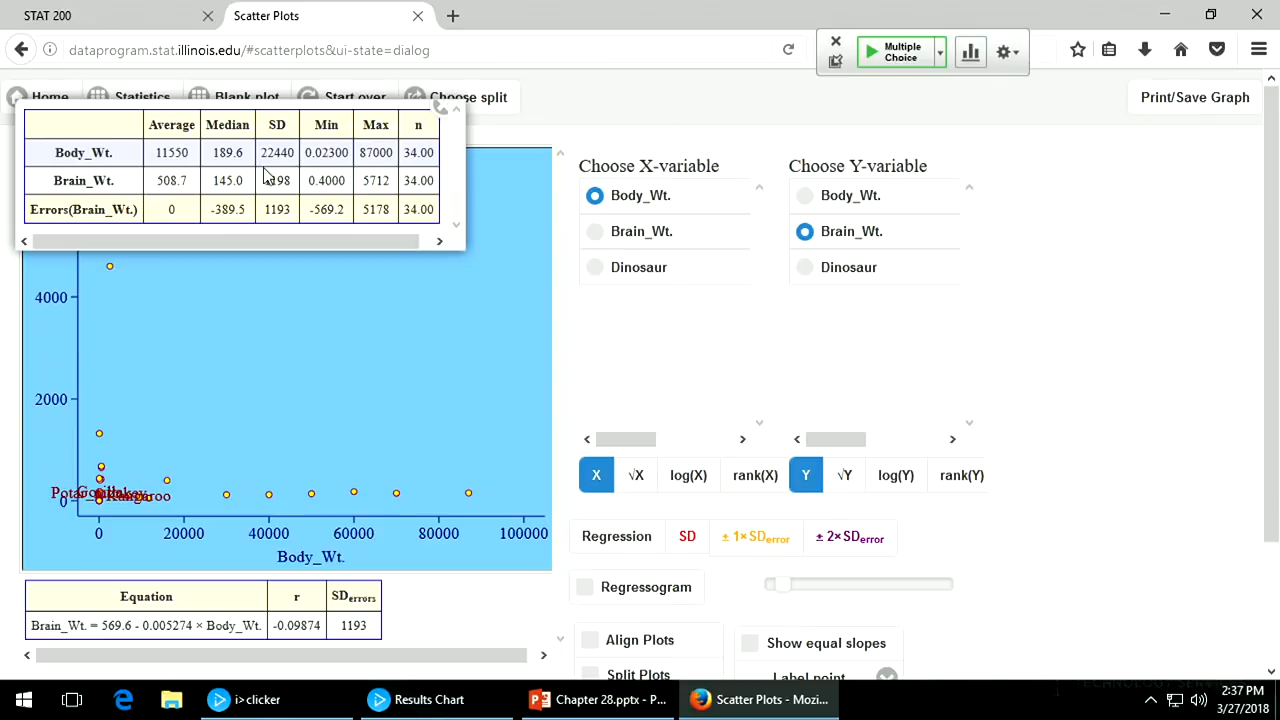 STAT 200
Scatter Plots
dataprogram.stat.illinois.edu/#scatterplots&ui-state=dialog
Multiple
Choice
Home Statistics Blank plot Start over Choose split Print/Save Graph
Average Median SD Min Max n
Body_Wt. 11550 189.6 22440 0.02300 87000 34.00
Brain_Wt. 508.7 145.0 0.4000 5712 34.00
Errors(Brain_Wt.) 0 -389.5 1193 -569.2 5178 34.00
Choose X-variable Choose Y-variable
Body_Wt. Body_Wt.
Brain_Wt. Brain_Wt.
Dinosaur Dinosaur
4000
2000
0
Kangaroo
0 20000 40000 60000 80000 100000
Body_Wt.
X √X log(X) rank(X) Y √Y log(Y) rank(Y)
Regression SD ± 1× SDerror ± 2× SDerror
Regressogram
Equation r SDerrors
Brain_Wt. = 569.6 - 0.005274 × Body_Wt. -0.09874 1193
Align Plots Show equal slopes
Split Plots Label point
i>clicker Results Chart Chapter 28.pptx - P... Scatter Plots - Mozi...
2:37 PM
3/27/2018